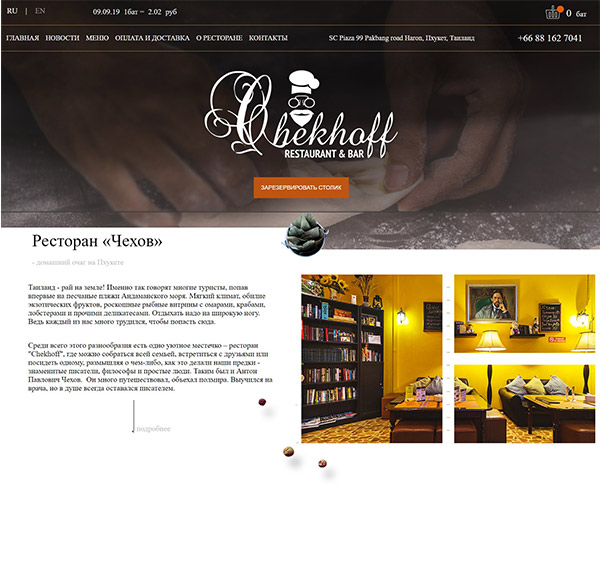 RU | EN
09.09.19 1бат = 2.02 руб
0 бат
ГЛАВНАЯ НОВОСТИ МЕНЮ ОПЛАТА И ДОСТАВКА О РЕСТОРАНЕ КОНТАКТЫ
SC Piaza 99 Pakbang road Haron, Пхукет, Таиланд
+66 88 162 7041
Chekhoff
RESTAURANT & BAR
ЗАРЕЗЕРВИРОВАТЬ СТОЛИК
Ресторан «Чехов»
- домашний очаг на Пхукете
Таиланд - рай на земле! Именно так говорят многие туристы, попав
впервые на песчаные пляжи Андаманского моря. Мягкий климат, обилие
экзотических фруктов, роскошные рыбные витрины с омарами, крабами,
лобстерами и прочими деликатесами. Отдыхать надо на широкую ногу.
Ведь каждый из нас много трудился, чтобы попасть сюда.
Среди всего этого разнообразия есть одно уютное местечко – ресторан
"Chekhoff", где можно собраться всей семьей, встретиться с друзьями или
посидеть одному, размышляя о чем-либо, как это делали наши предки -
знаменитые писатели, философы и простые люди. Таким был и Антон
Павлович Чехов. Он много путешествовал, объехал полмира. Выучился на
врача, но в душе всегда оставался писателем.
подробнее